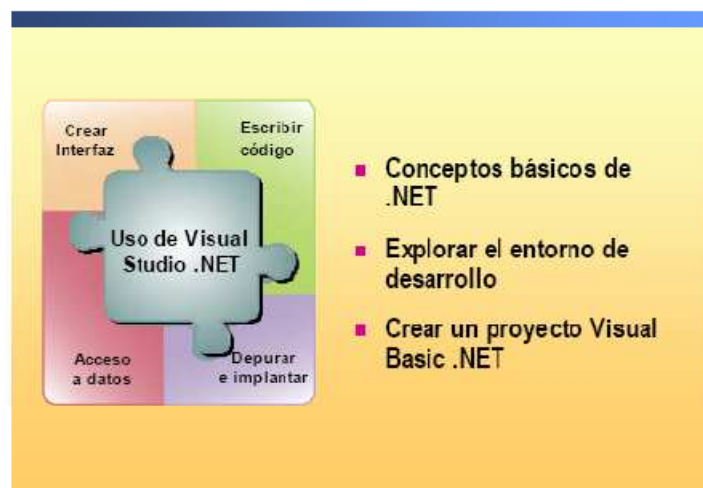 Crear
Interfaz
Escribir
código
Uso de Visual
Studio .NET
Acceso
a datos
Depurar
e implantar
Conceptos básicos de
.NET
Explorar el entorno de
desarrollo
Crear un proyecto Visual
Basic .NET